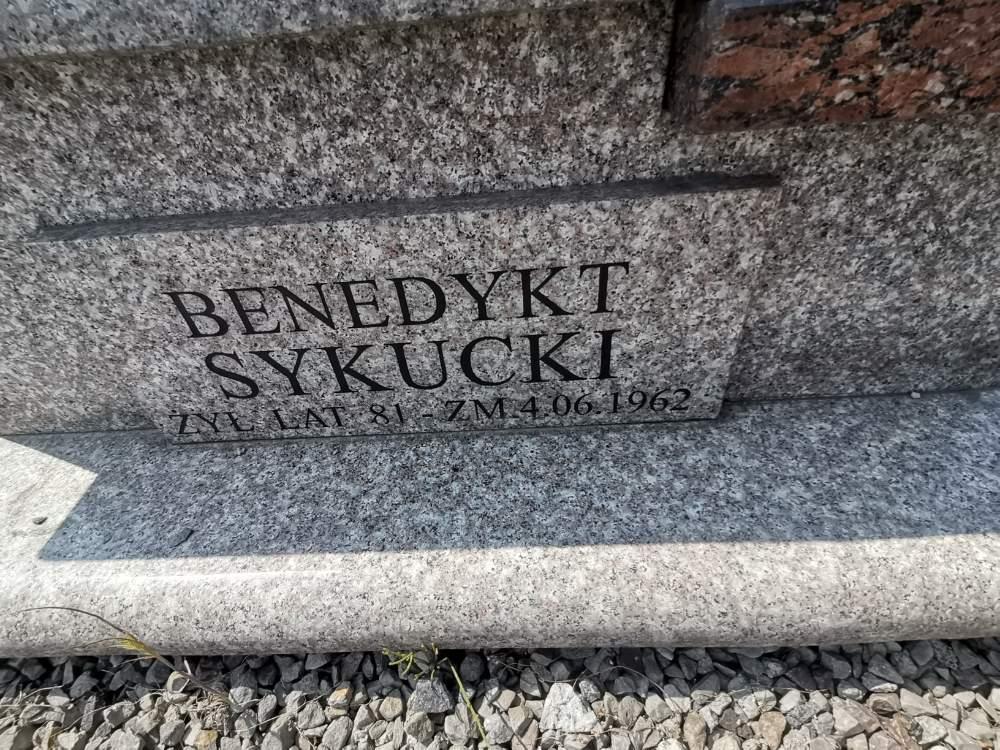 BENEDYKT
SYKUCKI
ŻYŁ LAT 81 - ZM.4.06.1962